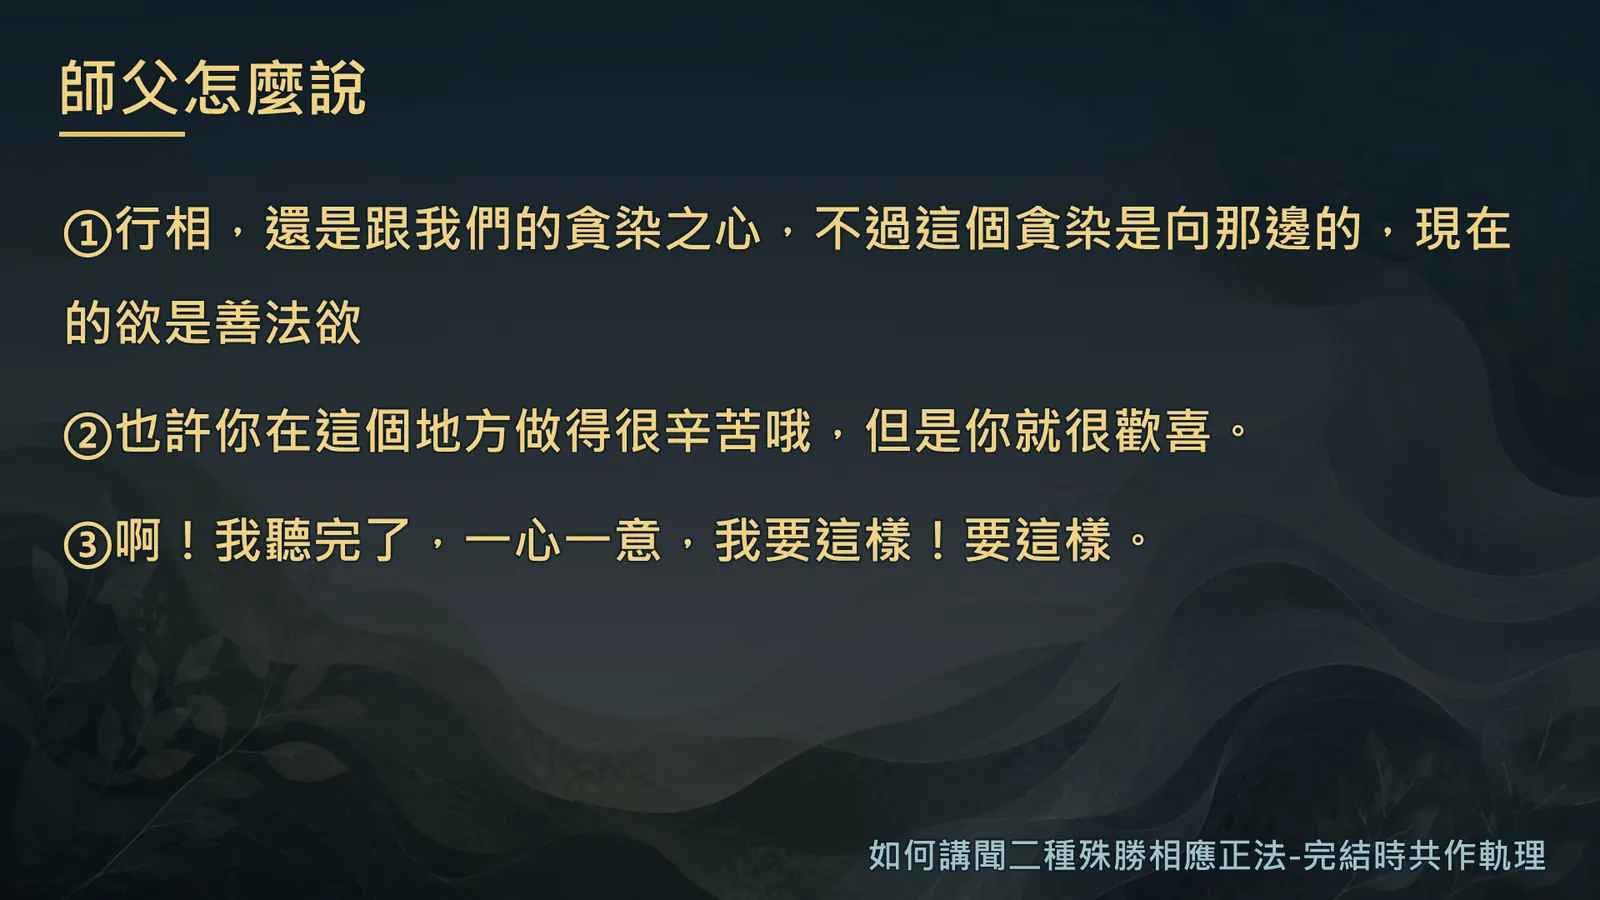 師父怎麼說
①行相，還是跟我們的貪染之心，不過這個貪染是向那邊的，現在
的欲是善法欲
②也許你在這個地方做得很辛苦哦，但是你就很歡喜。
③啊！我聽完了，一心一意，我要這樣！要這樣。
如何講聞二種殊勝相應正法-完結時共作軌理